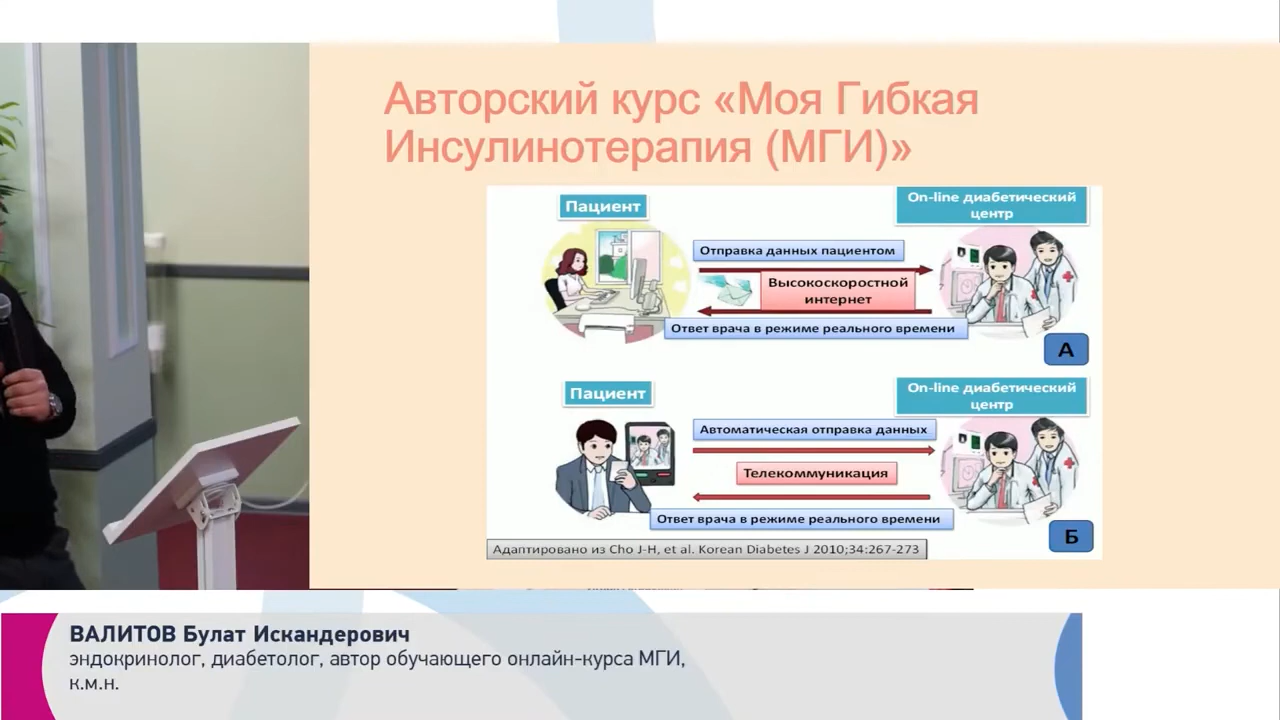 Авторский курс «Моя Гибкая
Инсулинотерапия (МГИ)»
Пациент
On-line диабетический
центр
Отправка данных пациентом
Высокоскоростной
интернет
Ответ врача в режиме реального времени
А
Пациент
On-line диабетический
центр
Автоматическая отправка данных
Телекоммуникация
Ответ врача в режиме реального времени
Б
Адаптировано из Cho J-H, et al. Korean Diabetes J 2010;34:267-273
ВАЛИТОВ Булат Искандерович
эндокринолог, диабетолог, автор обучающего онлайн-курса МГИ,
к.м.н.